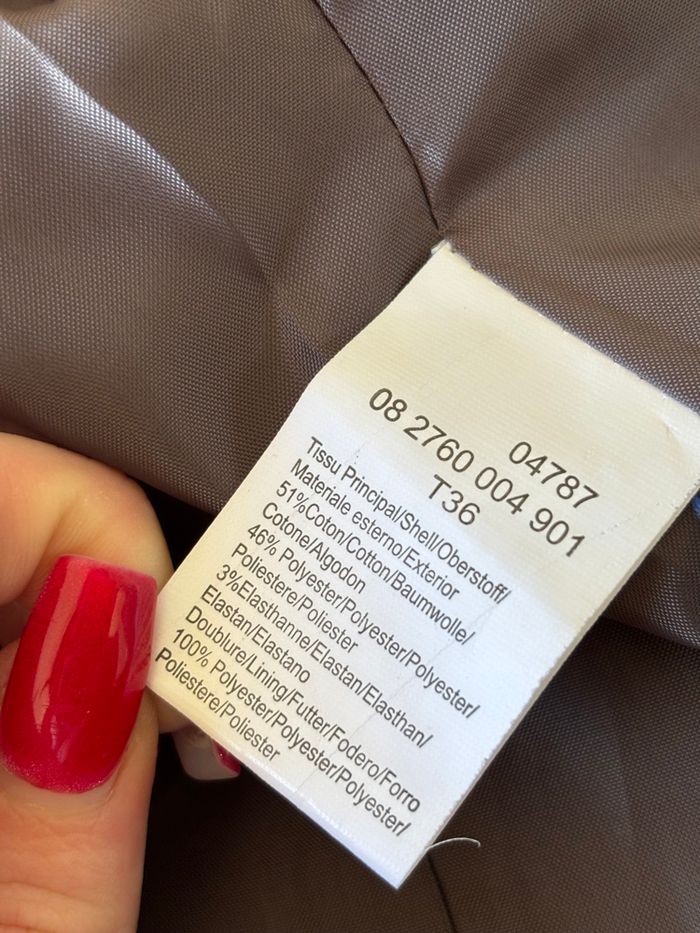 04787
08 2760 004 901
T36
Tissu Principal/Shell/Oberstoff/
Materiale esterno/Exterior
51%Coton/Cotton/Baumwolle/
Cotone/Algodon
46% Polyester/Polyester/Polyester/
Poliestere/Poliester
3%Elasthanne/Elastan/Elasthan/
Elastan/Elastano
Doublure/Lining/Futter/Fodero/Forro
100% Polyester/Polyester/Polyester/
Poliestere/Poliester